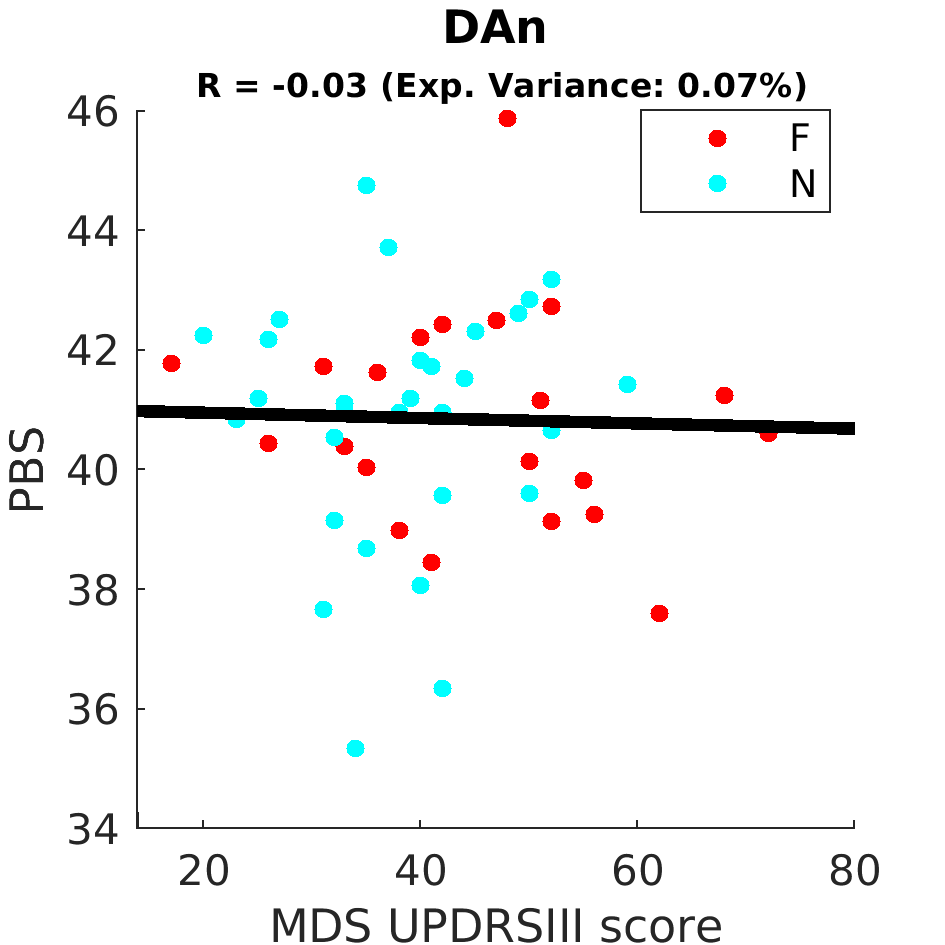 DAn
R = -0.03 (Exp. Variance: 0.07%)
F
N
46
44
42
40
38
36
34
PBS
20 40 60 80
MDS UPDRSIII score